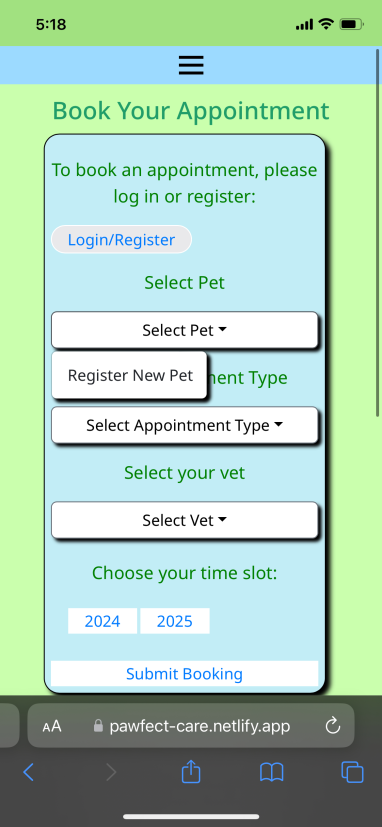 5:18
Book Your Appointment
To book an appointment, please
log in or register:
Login/Register
Select Pet
Select Pet
Register New Pet
ment Type
Select Appointment Type
Select your vet
Select Vet
Choose your time slot:
2024 2025
Submit Booking
AA pawfect-care.netlify.app